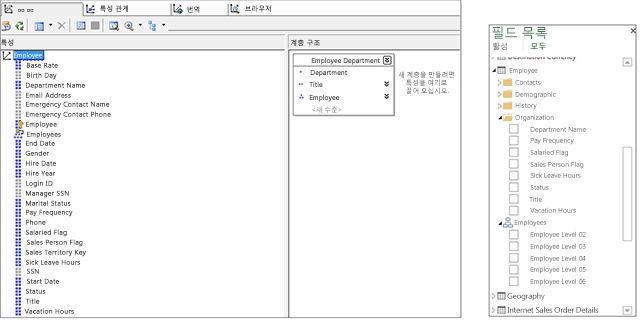 특성 관계
번역
브라우저
특성
Employee
Base Rate
Birth Day
Department Name
Email Address
Emergency Contact Name
Emergency Contact Phone
Employee
Employees
End Date
Gender
Hire Date
Hire Year
Login ID
Manager SSN
Marital Status
Pay Frequency
Phone
Salaried Flag
Sales Person Flag
Sales Territory Key
Sick Leave Hours
SSN
Start Date
Status
Title
Vacation Hours
계층 구조
Employee Department
Department
Title
Employee
<새 수준>
새 계층을 만들려면
특성을 여기로
끌어 오십시오.
필드 목록
활성 모두
Destination Currency
Employee
Contacts
Demographic
History
Organization
Department Name
Pay Frequency
Salaried Flag
Sales Person Flag
Sick Leave Hours
Status
Title
Vacation Hours
Employees
Employee Level 02
Employee Level 03
Employee Level 04
Employee Level 05
Employee Level 06
Geography
Internet Sales Order Details